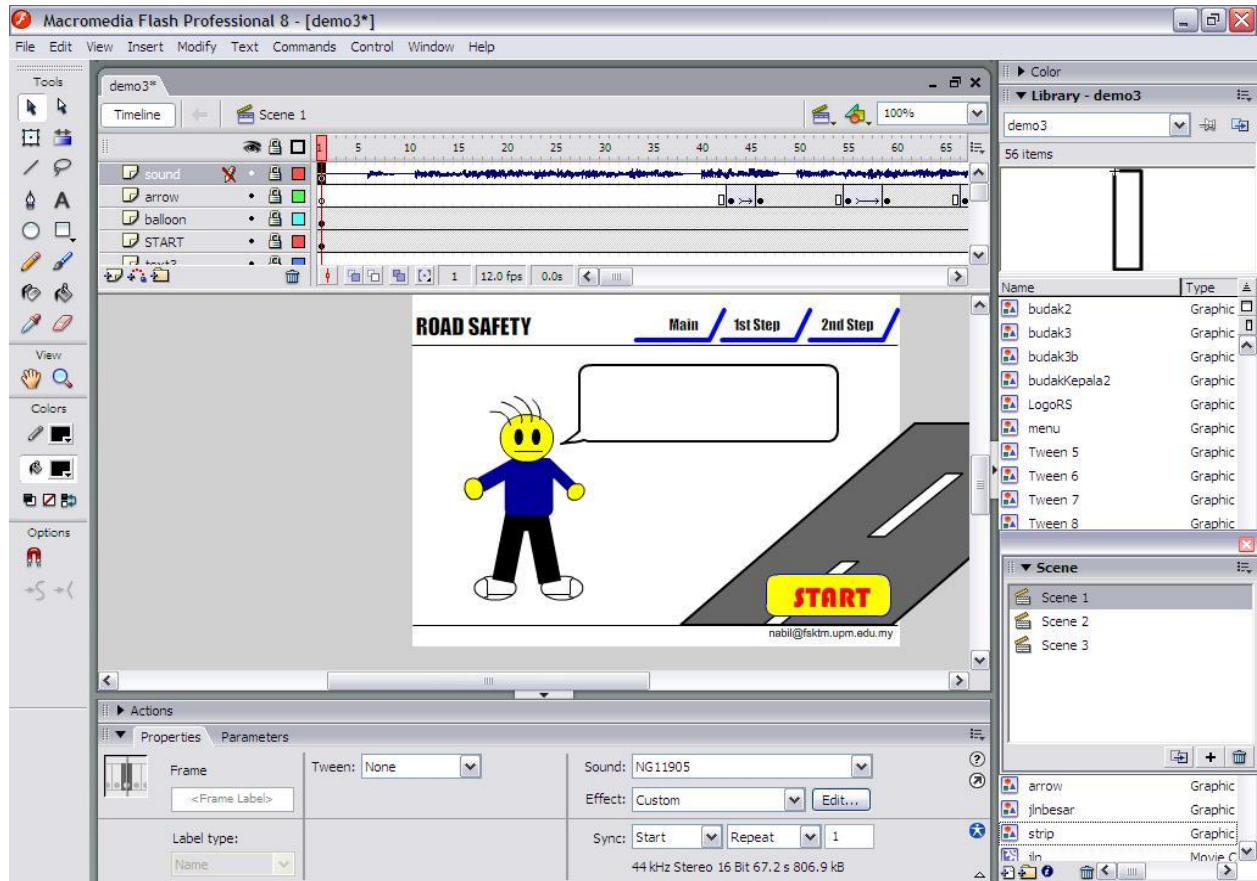 Macromedia Flash Professional 8 - [demo3*]
File Edit View Insert Modify Text Commands Control Window Help
Tools
View
Colors
Options
demo3*
Timeline Scene 1 100%
1 5 10 15 20 25 30 35 40 45 50 55 60 65
sound
arrow
balloon
START
1 12.0 fps 0.0s
ROAD SAFETY Main 1st Step 2nd Step
START
nabil@fsktm.upm.edu.my
Actions
Properties Parameters
Frame
<Frame Label>
Label type:
Name
Tween: None
Sound: NG11905
Effect: Custom Edit...
Sync: Start Repeat 1
44 kHz Stereo 16 Bit 67.2 s 806.9 kB
Color
Library - demo3
demo3
56 items
Name Type
budak2 Graphic
budak3 Graphic
budak3b Graphic
budakKepala2 Graphic
LogoRS Graphic
menu Graphic
Tween 5 Graphic
Tween 6 Graphic
Tween 7 Graphic
Tween 8 Graphic
Scene
Scene 1
Scene 2
Scene 3
arrow Graphic
jlnbesar Graphic
strip Graphic
jln Movie C